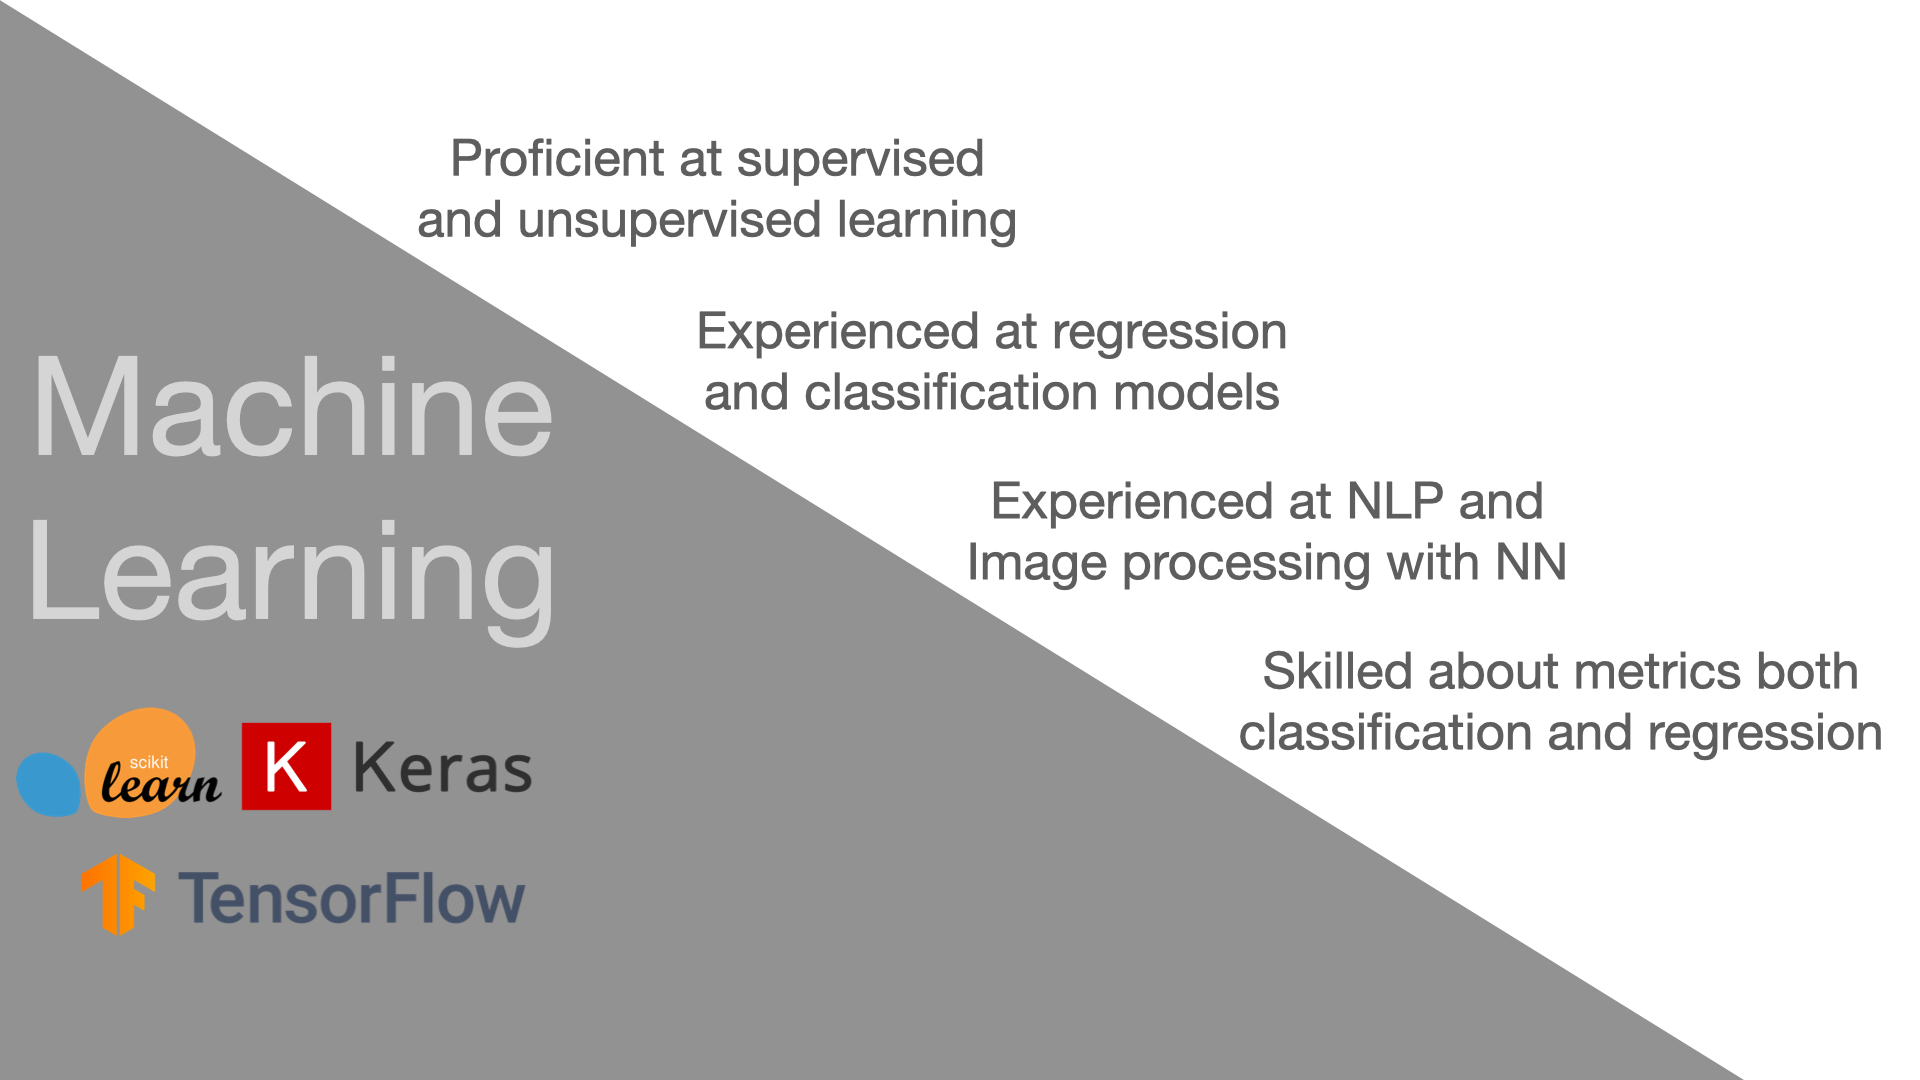 Proficient at supervised
and unsupervised learning
Experienced at regression
and classification models
Experienced at NLP and
Image processing with NN
Skilled about metrics both
classification and regression
Machine
Learning
scikit
learn
K Keras
TensorFlow